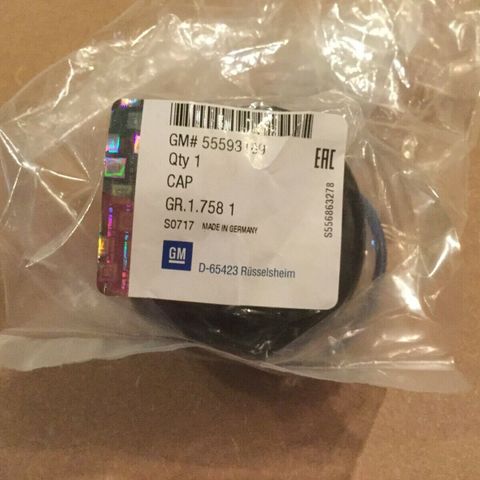 GM#
Qty 1
CAP
GR.1.758 1
S0717 MADE IN GERMANY
GM
D-65423 Rüsselsheim
EAC
S556863278